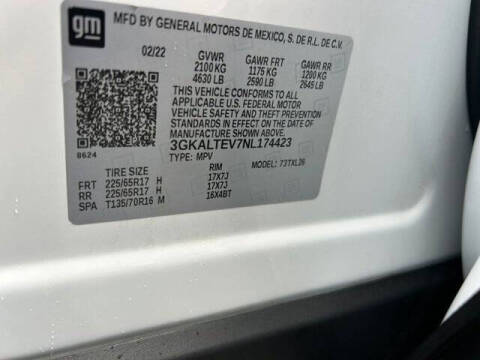 gm
MFD BY GENERAL MOTORS DE MEXICO, S. DE R.L. DE C.V.
02/22 GVWR GAWR FRT GAWR RR
2100 KG 1175 KG 1200 KG
4630 LB 2590 LB 2645 LB
THIS VEHICLE CONFORMS TO ALL
APPLICABLE U.S. FEDERAL MOTOR
VEHICLE SAFETY AND THEFT PREVENTION
STANDARDS IN EFFECT ON THE DATE OF
MANUFACTURE SHOWN ABOVE.
3GKALTEV7NL174423
8624
TYPE: MPV MODEL: 73TXL26
TIRE SIZE RIM
FRT 225/65R17 H 17X7J
RR 225/65R17 H 17X7J
SPA T135/70R16 M 16X4BT